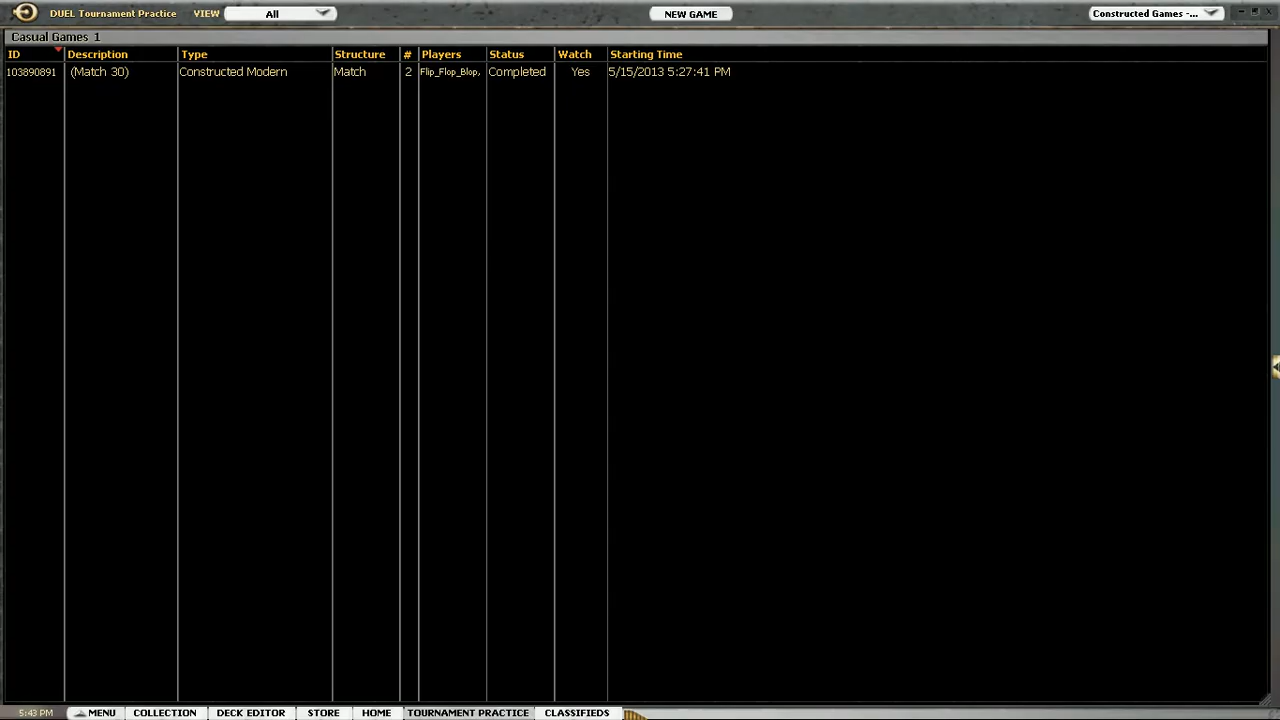 DUEL Tournament Practice VIEW All NEW GAME Constructed Games -...
Casual Games 1
ID Description Type Structure # Players Status Watch Starting Time
103890891 (Match 30) Constructed Modern Match 2 Flip_Flop_Blop, Completed Yes 5/15/2013 5:27:41 PM
5:43 PM MENU COLLECTION DECK EDITOR STORE HOME TOURNAMENT PRACTICE CLASSIFIEDS